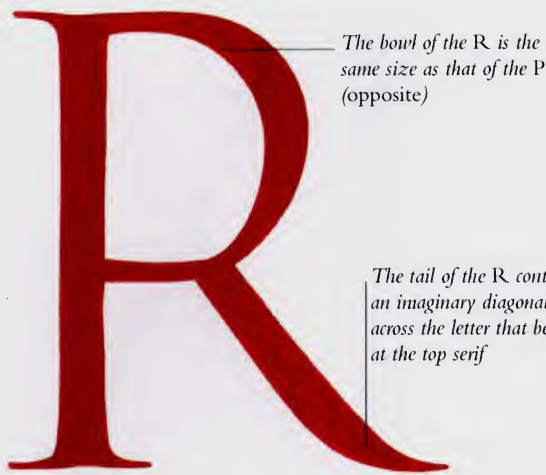 R
The bowl of the R is the
same size as that of the P
(opposite)
The tail of the R
an imaginary diagonal
across the letter that
at the top serif